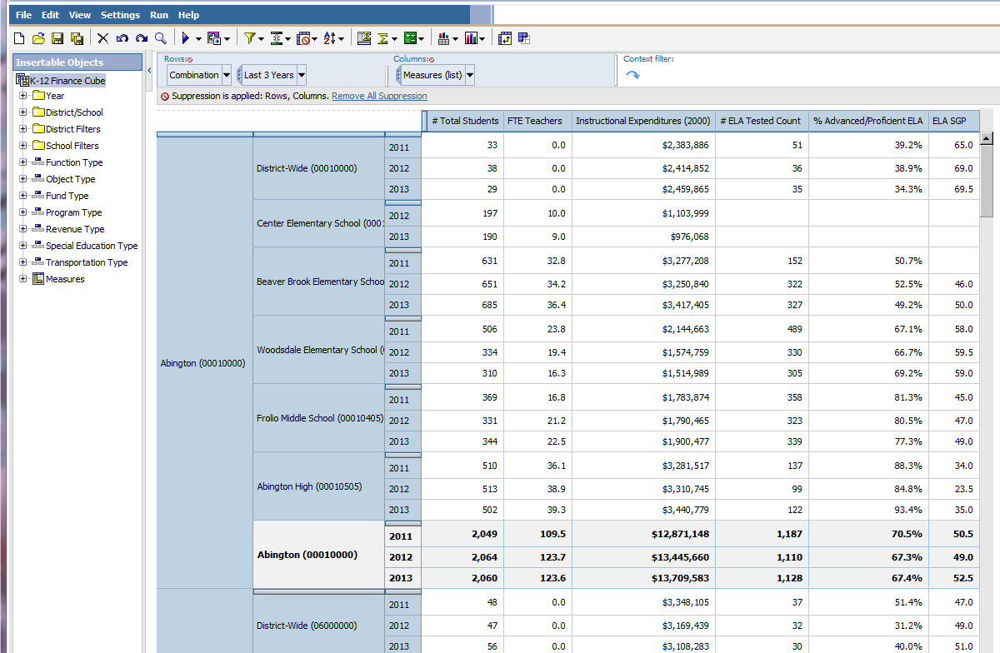 File Edit View Settings Run Help
Insertable Objects
K-12 Finance Cube
Year
District/School
District Filters
School Filters
Function Type
Object Type
Fund Type
Program Type
Revenue Type
Special Education Type
Transportation Type
Measures
Rows: Columns: Context filter:
Combination Last 3 Years Measures (list)
Suppression is applied: Rows, Columns. Remove All Suppression
# Total Students FTE Teachers Instructional Expenditures (2000) # ELA Tested Count % Advanced/Proficient ELA ELA SGP
Abington (00010000)
District-Wide (00010000)
2011 33 0.0 $2,383,886 51 39.2% 65.0
2012 38 0.0 $2,414,852 36 38.9% 69.0
2013 29 0.0 $2,459,865 35 34.3% 69.5
Center Elementary School (0001
2012 197 10.0 $1,103,999
2013 190 9.0 $976,068
Beaver Brook Elementary Schoo
2011 631 32.8 $3,277,208 152 50.7%
2012 651 34.2 $3,250,840 322 52.5% 46.0
2013 685 36.4 $3,417,405 327 49.2% 50.0
Woodsdale Elementary School (
2011 506 23.8 $2,144,663 489 67.1% 58.0
2012 334 19.4 $1,574,759 330 66.7% 59.5
2013 310 16.3 $1,514,989 305 69.2% 59.0
Frolio Middle School (00010405)
2011 369 16.8 $1,783,874 358 81.3% 45.0
2012 331 21.2 $1,790,465 323 80.5% 47.0
2013 344 22.5 $1,900,477 339 77.3% 49.0
Abington High (00010505)
2011 510 36.1 $3,281,517 137 88.3% 34.0
2012 513 38.9 $3,310,745 99 84.8% 23.5
2013 502 39.3 $3,440,779 122 93.4% 35.0
Abington (00010000)
2011 2,049 109.5 $12,871,148 1,187 70.5% 50.5
2012 2,064 123.7 $13,445,660 1,110 67.3% 49.0
2013 2,060 123.6 $13,709,583 1,128 67.4% 52.5
District-Wide (06000000)
2011 48 0.0 $3,348,105 37 51.4% 47.0
2012 47 0.0 $3,169,439 32 31.2% 49.0
2013 56 0.0 $3,108,283 30 40.0% 51.0